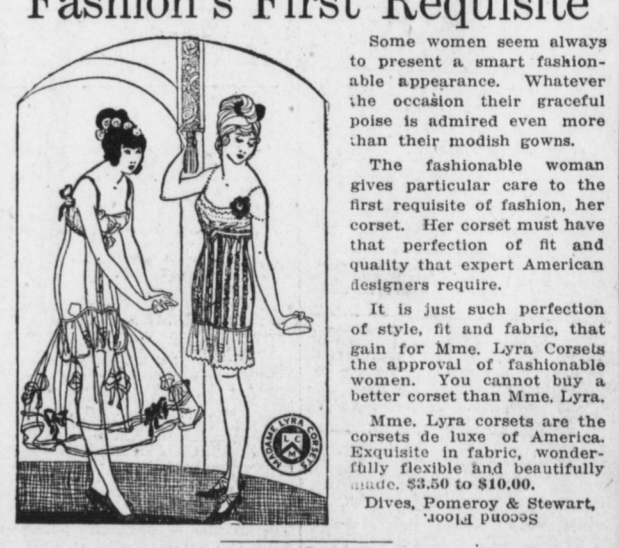 Fashion's First Requisite
Some women seem always
to present a smart fashion-
able appearance. Whatever
the occasion their graceful
poise is admired even more
than their modish gowns.
The fashionable woman
gives particular care to the
first requisite of fashion, her
corset. Her corset must have
that perfection of fit and
quality that expert American
designers require.
It is just such perfection
of style, fit and fabric, that
gain for Mme. Lyra Corsets
the approval of fashionable
women. You cannot buy a
better corset than Mme. Lyra.
Mme. Lyra corsets are the
corsets de luxe of America.
Exquisite in fabric, wonder-
fully flexible and beautifully
made. $3.50 to $10.00.
Dives, Pomeroy & Stewart,
Second Floor.
MADAME LYRA CORSETS
L C
M